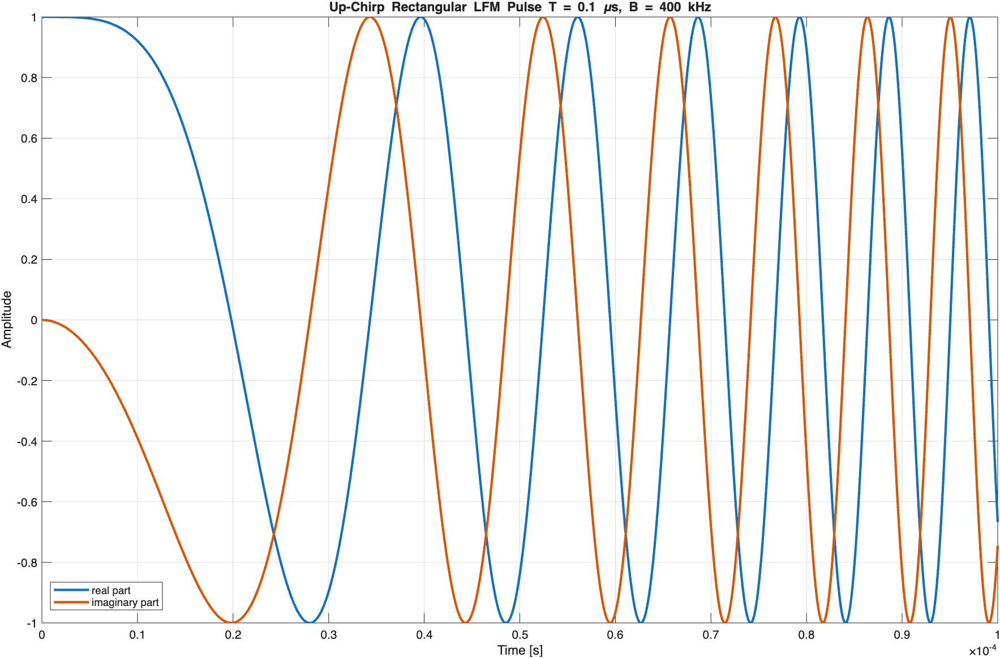 Up-Chirp Rectangular LFM Pulse T = 0.1 μs, B = 400 kHz
1
0.8
0.6
0.4
0.2
0
-0.2
-0.4
-0.6
-0.8
-1
Amplitude
real part
imaginary part
0 0.1 0.2 0.3 0.4 0.5 0.6 0.7 0.8 0.9 1
Time [s]
×10-4